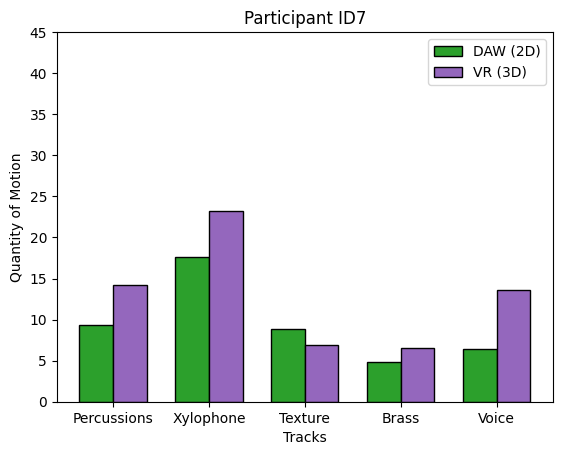 Participant ID7
DAW (2D)
VR (3D)
45
40
35
30
25
20
15
10
5
0
Quantity of Motion
Percussions Xylophone Texture Brass Voice
Tracks